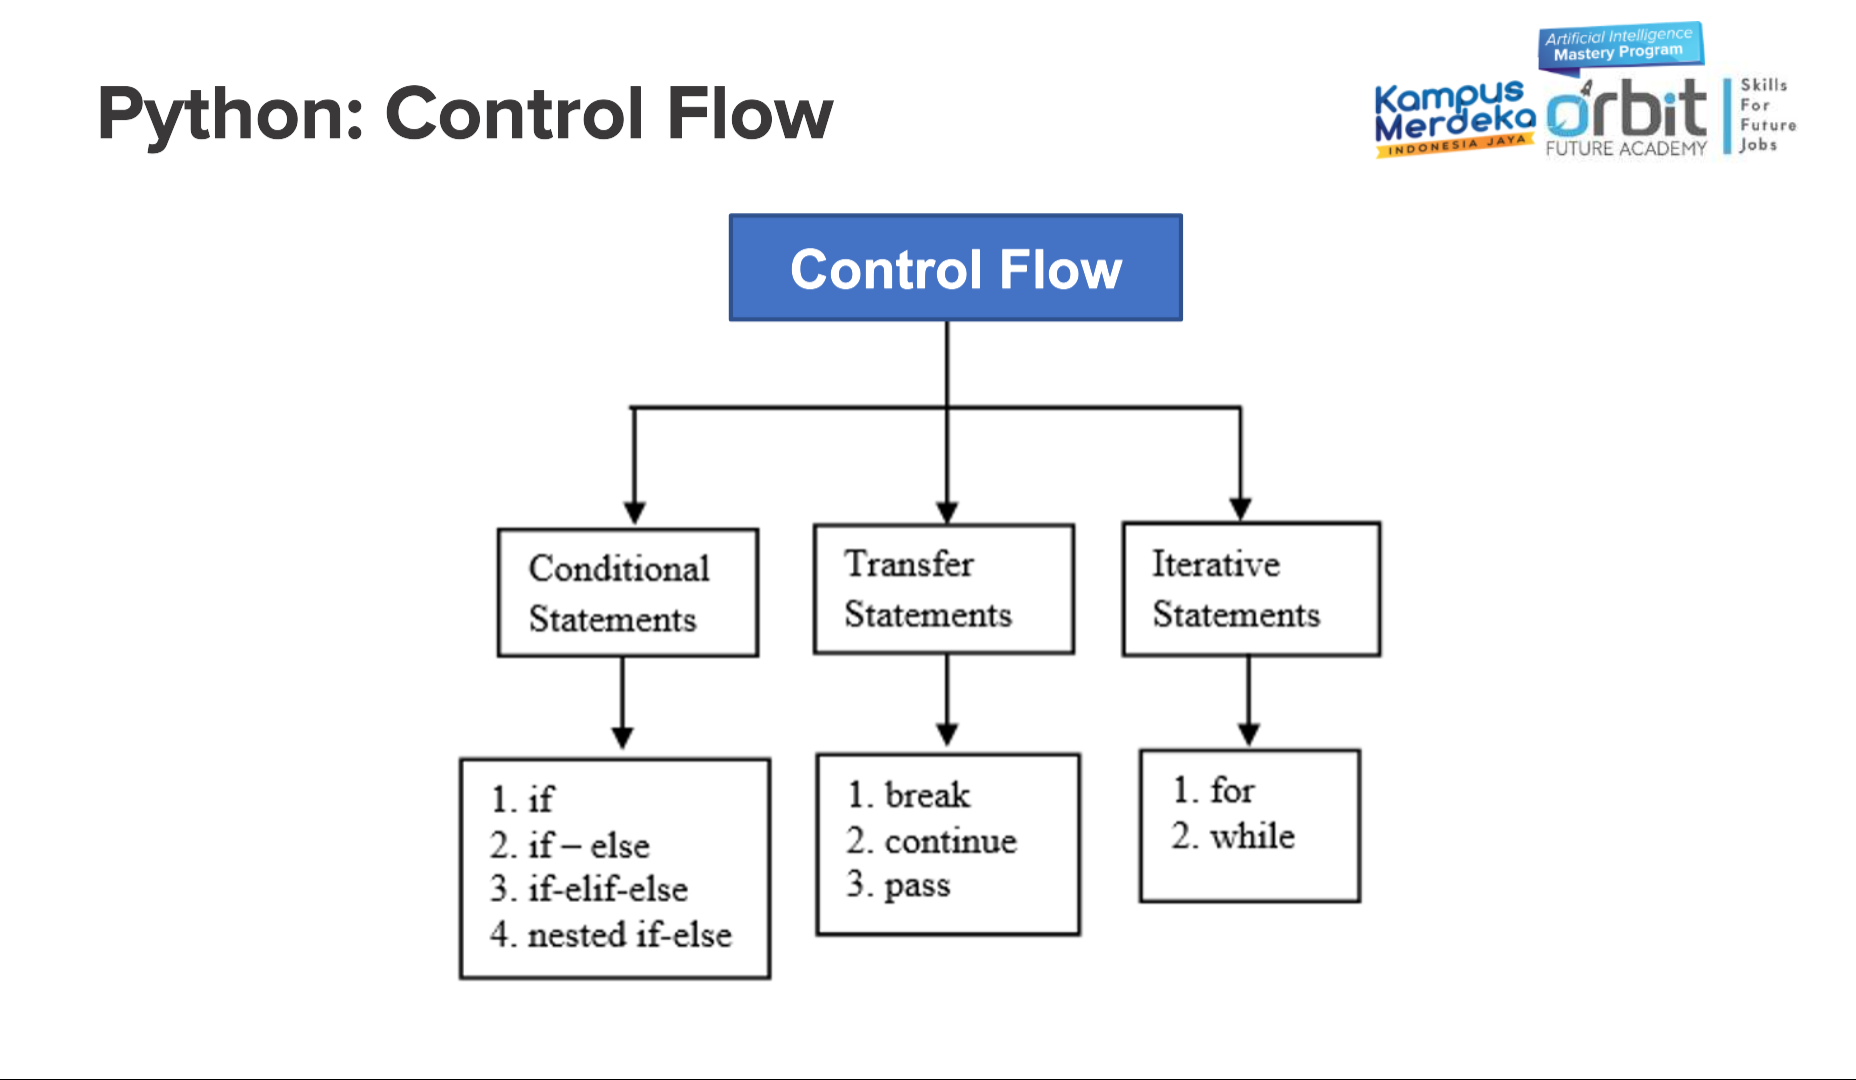 Python: Control Flow
Artificial Intelligence
Mastery Program
Kampus
Merdeka
INDONESIA JAYA
orbit
FUTURE ACADEMY
Skills
For
Future
Jobs
Control Flow
Conditional
Statements
Transfer
Statements
Iterative
Statements
1. if
2. if – else
3. if-elif-else
4. nested if-else
1. break
2. continue
3. pass
1. for
2. while